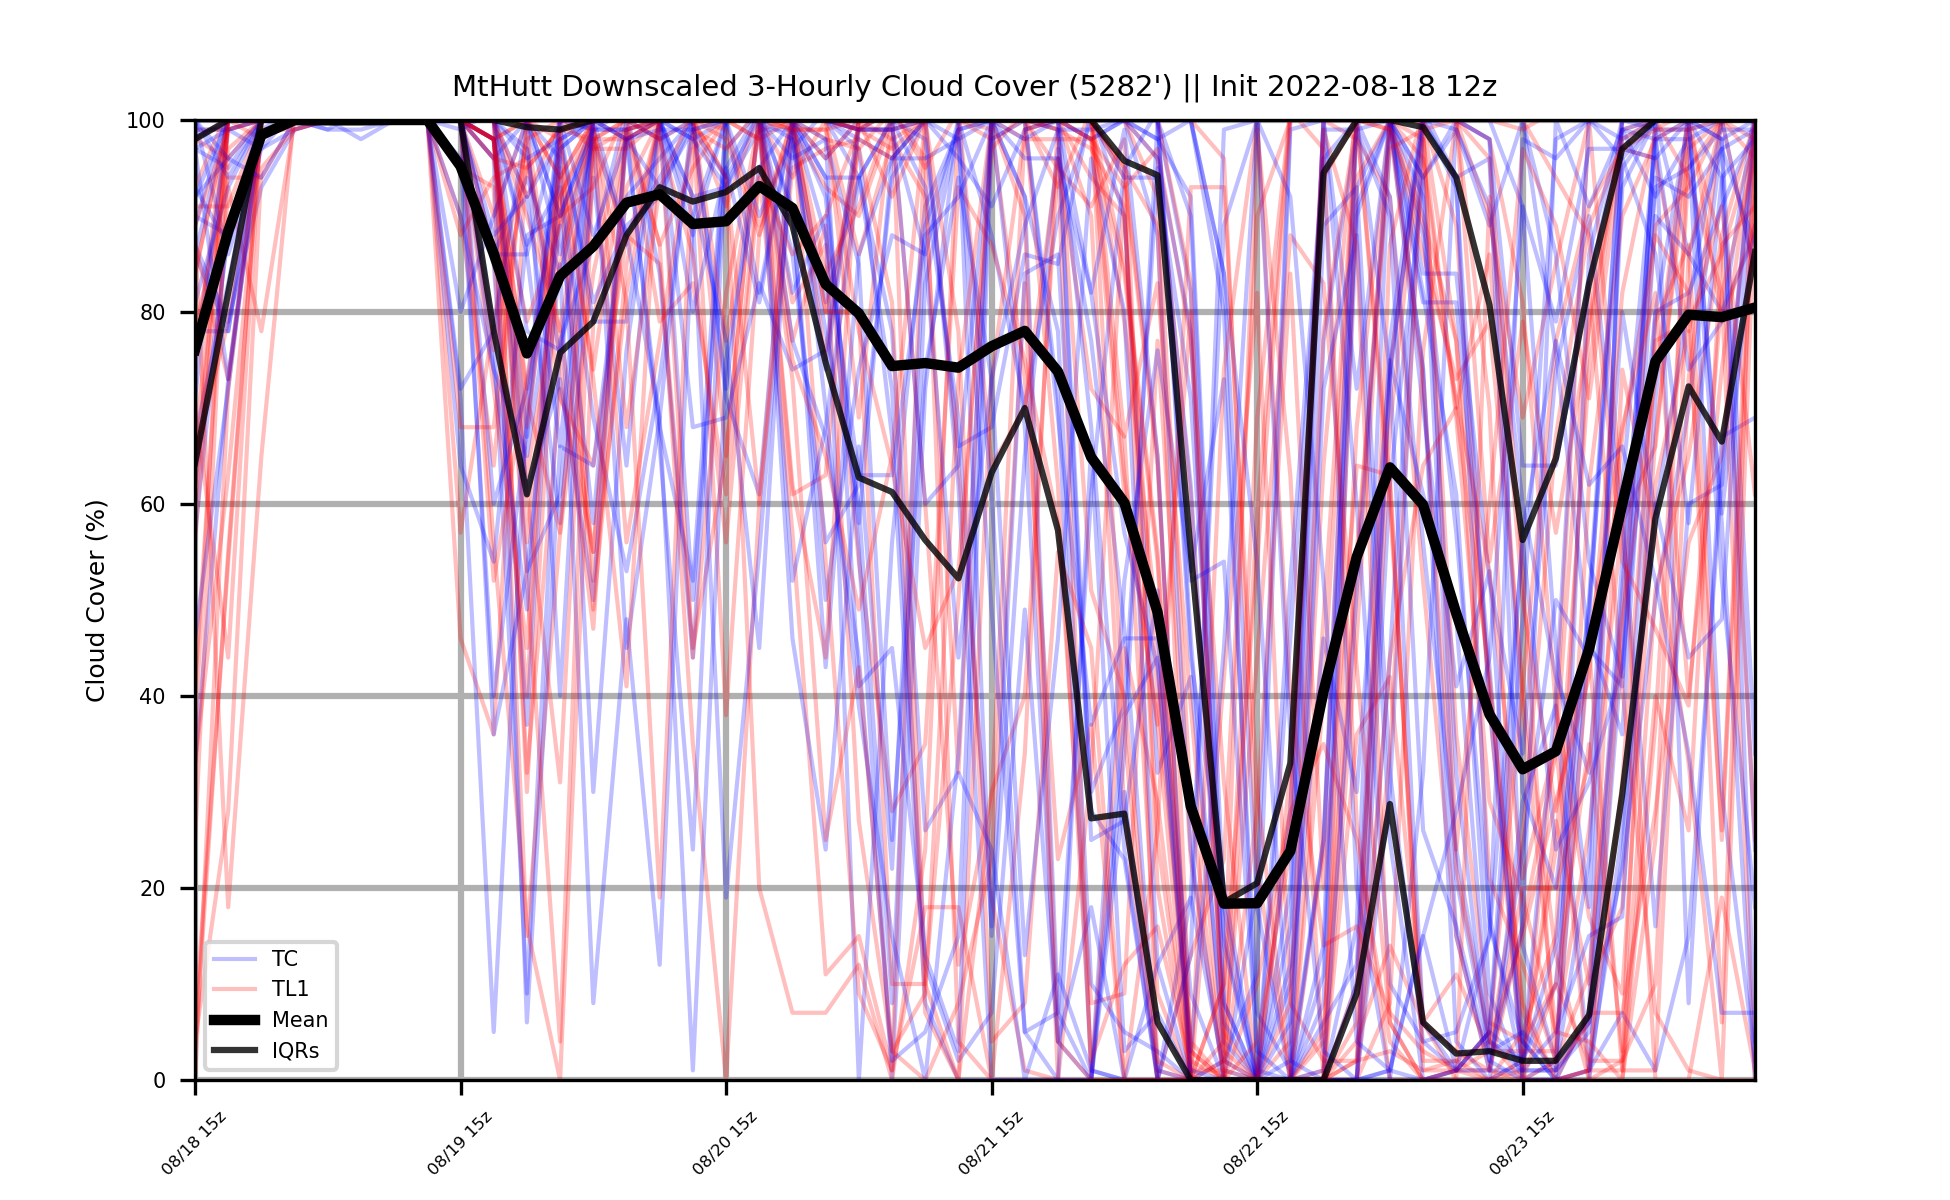 MtHutt Downscaled 3-Hourly Cloud Cover (5282') || Init 2022-08-18 12z
Cloud Cover (%)
100
80
60
40
20
0
TC
TL1
Mean
IQRs
08/18 15z
08/19 15z
08/20 15z
08/21 15z
08/22 15z
08/23 15z